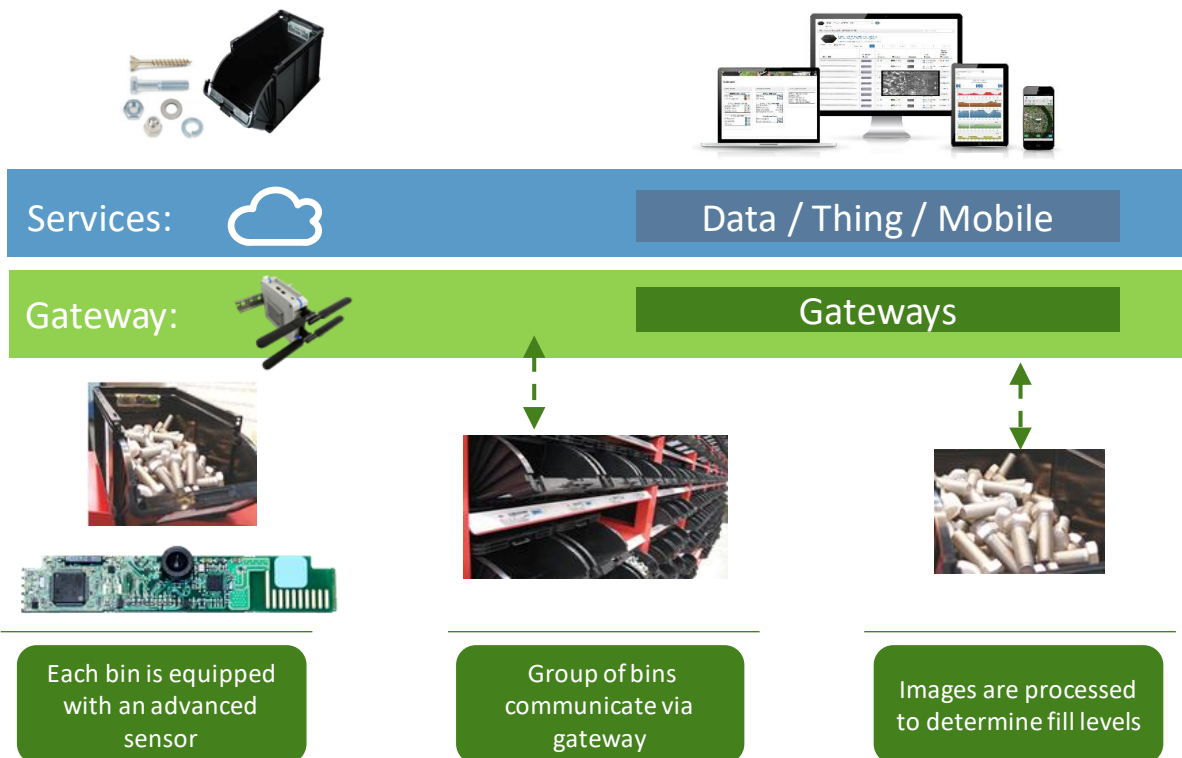 Services:
Data / Thing / Mobile
Gateway:
Gateways
Each bin is equipped
with an advanced
sensor
Group of bins
communicate via
gateway
Images are processed
to determine fill levels